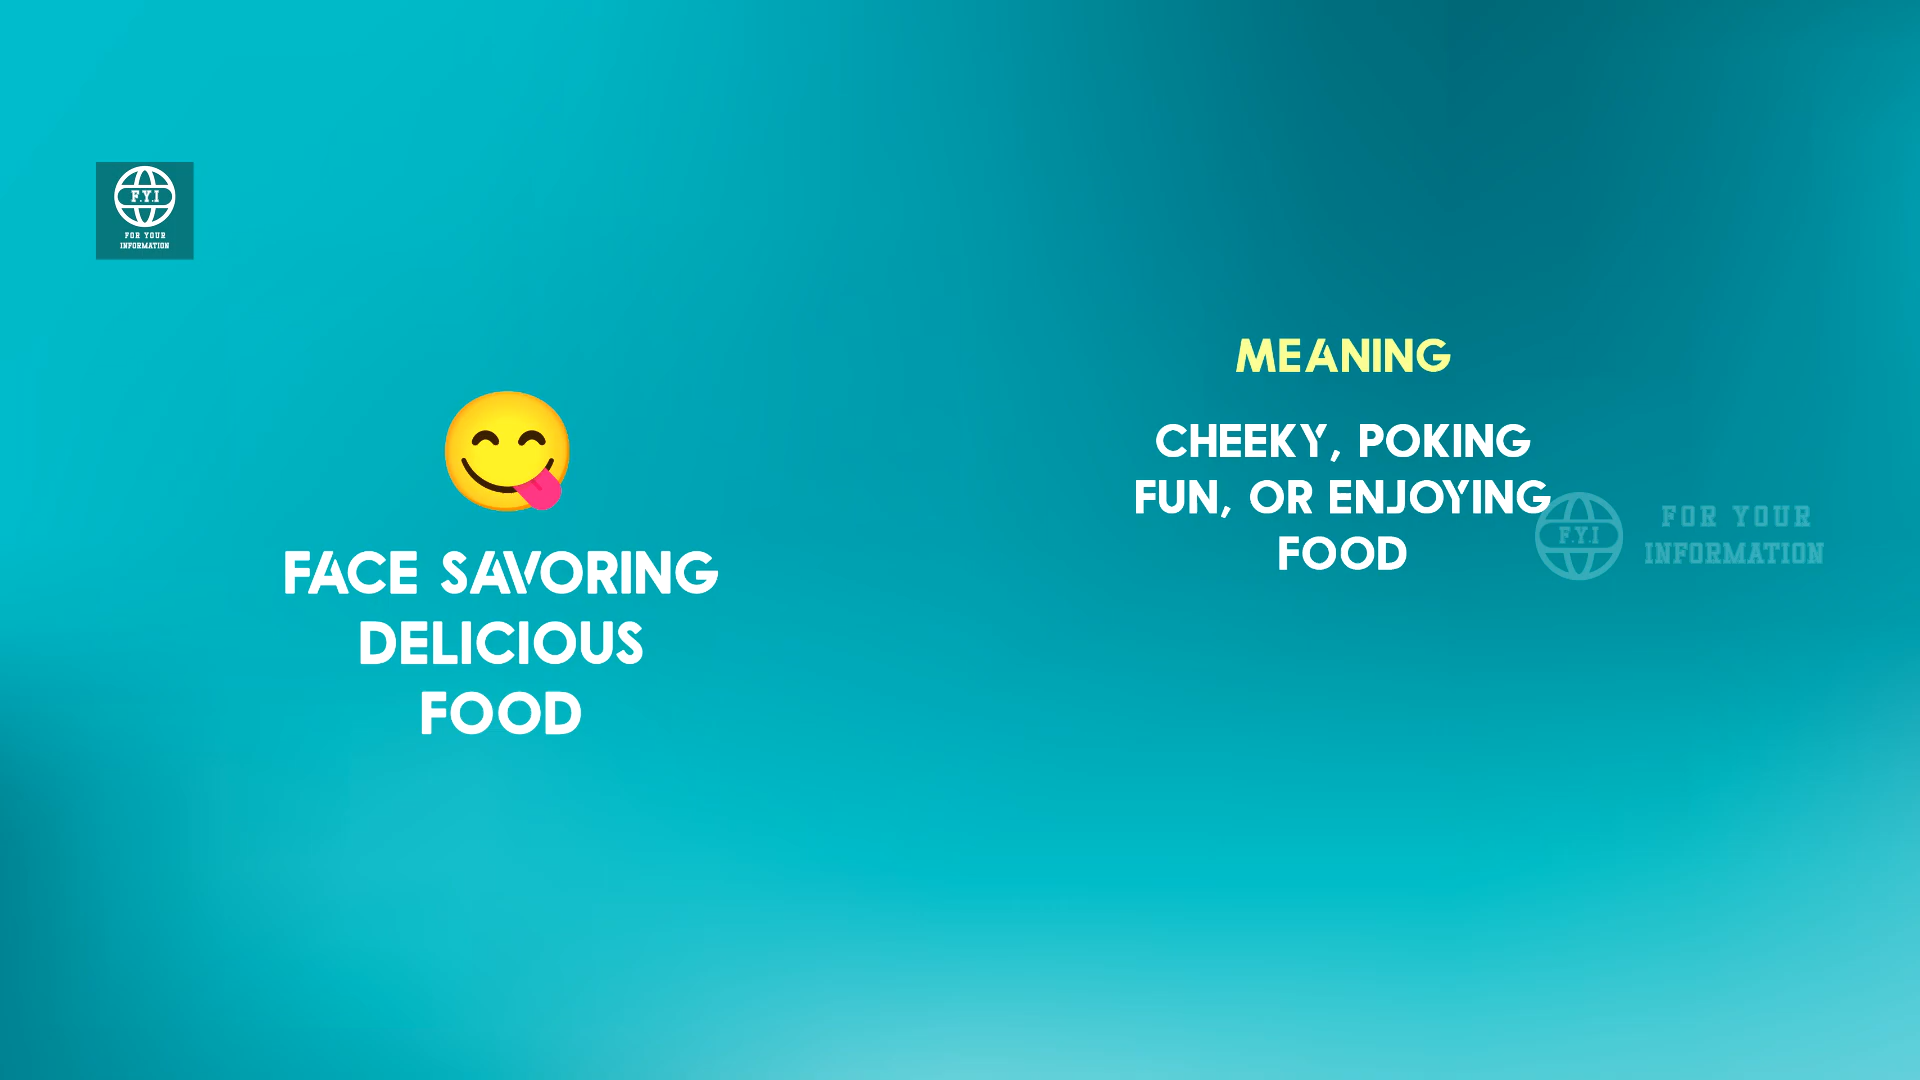 F.Y.I
FOR YOUR
INFORMATION
FACE SAVORING
DELICIOUS
FOOD
MEANING
CHEEKY, POKING
FUN, OR ENJOYING
FOOD
F.Y.I
FOR YOUR
INFORMATION